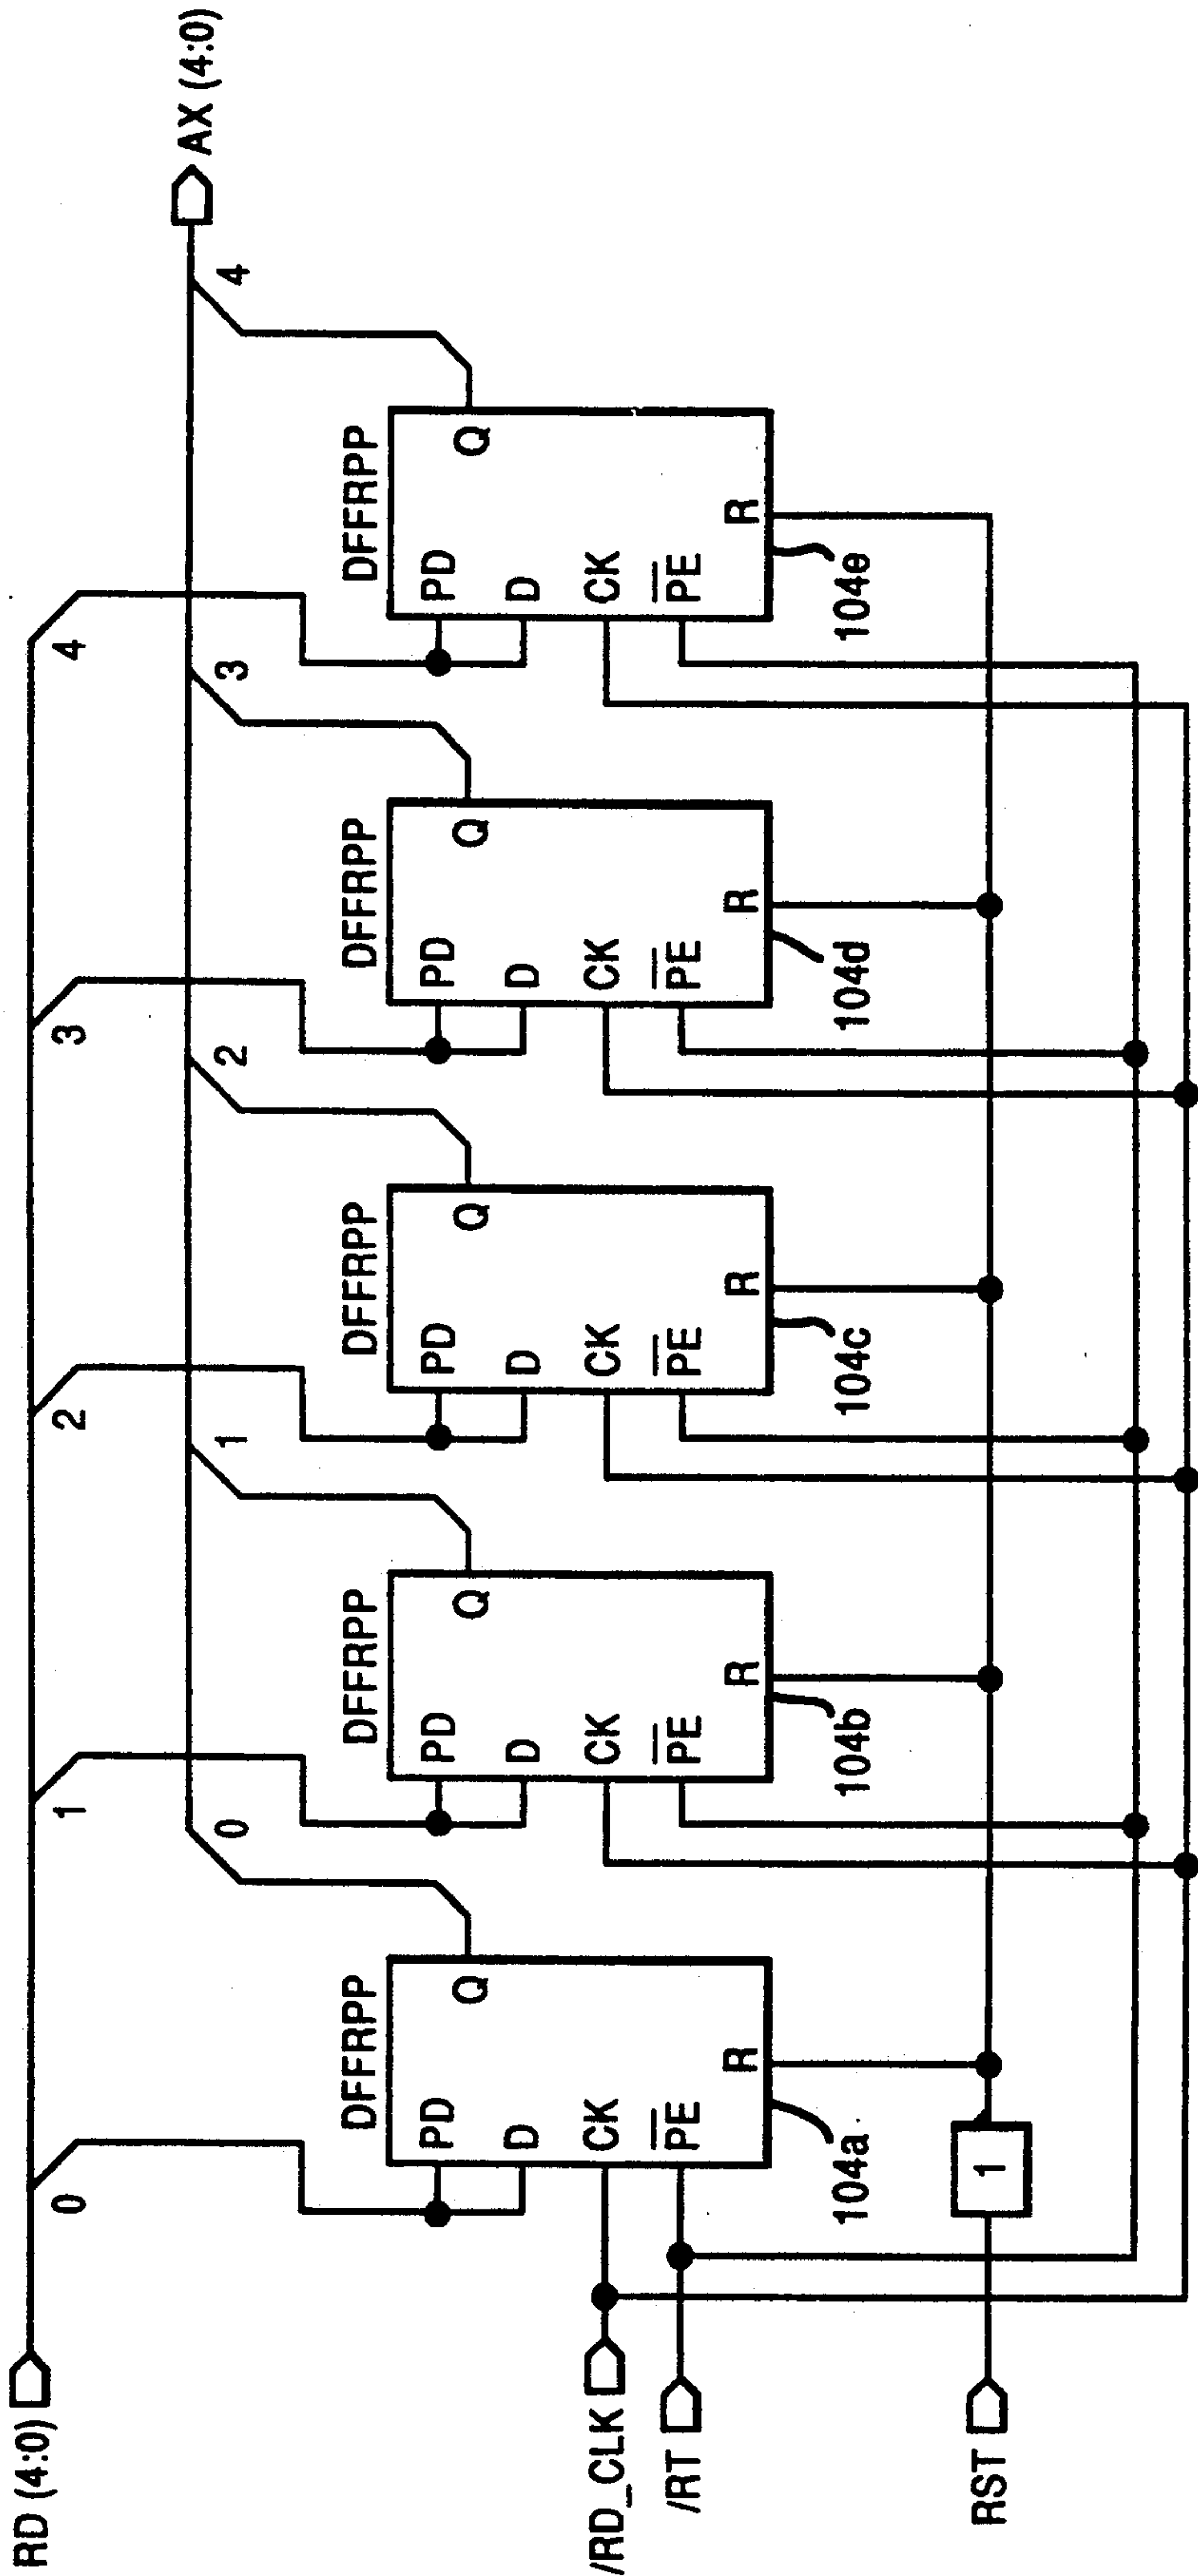 RD (4:0)
AX (4:0)
0
1
2
3
4
0
1
2
3
4
DFFRPP
PD
D
CK
PE
Q
R
104a
DFFRPP
PD
D
CK
PE
Q
R
104b
DFFRPP
PD
D
CK
PE
Q
R
104c
DFFRPP
PD
D
CK
PE
Q
R
104d
DFFRPP
PD
D
CK
PE
Q
R
104e
/RD_CLK
/RT
RST
1